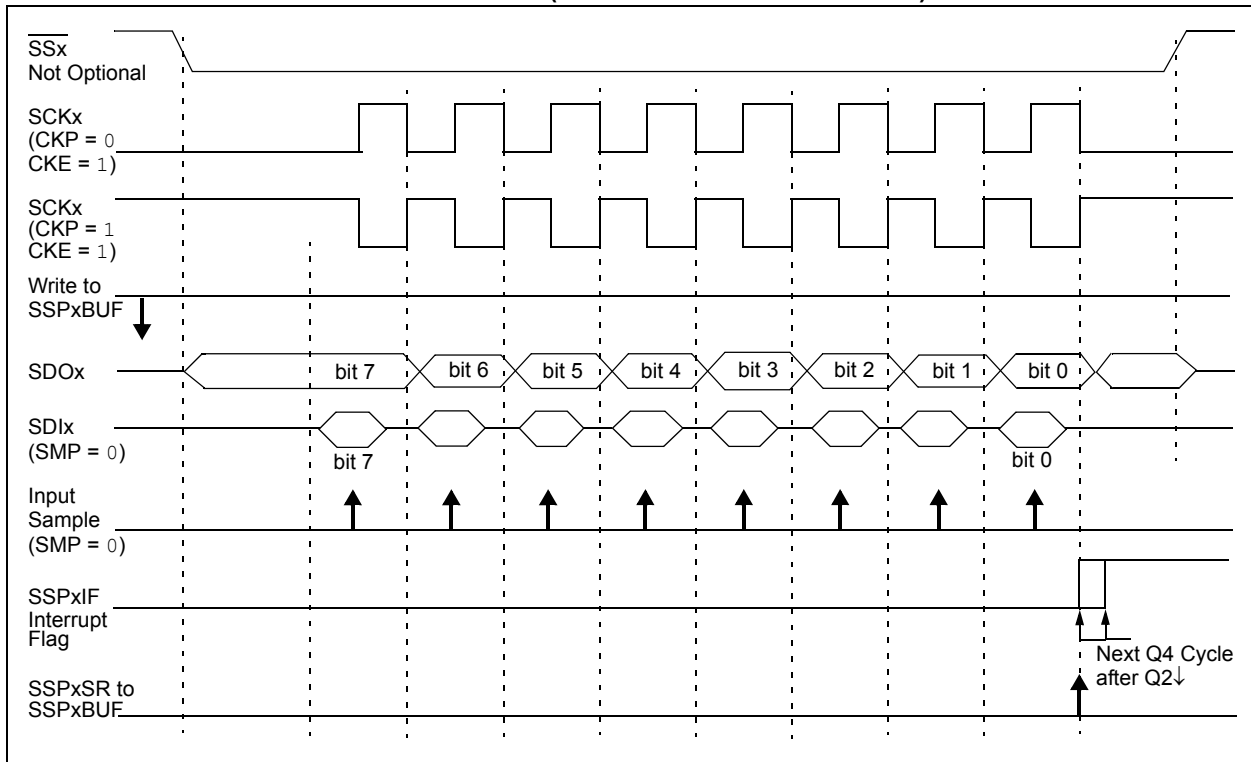 SSx
Not Optional
SCKx
(CKP = 0
CKE = 1)
SCKx
(CKP = 1
CKE = 1)
Write to
SSPxBUF
SDOx
bit 7
bit 6
bit 5
bit 4
bit 3
bit 2
bit 1
bit 0
SDIx
(SMP = 0)
bit 7
bit 0
Input
Sample
(SMP = 0)
SSPxIF
Interrupt
Flag
Next Q4 Cycle
after Q2↓
SSPxSR to
SSPxBUF